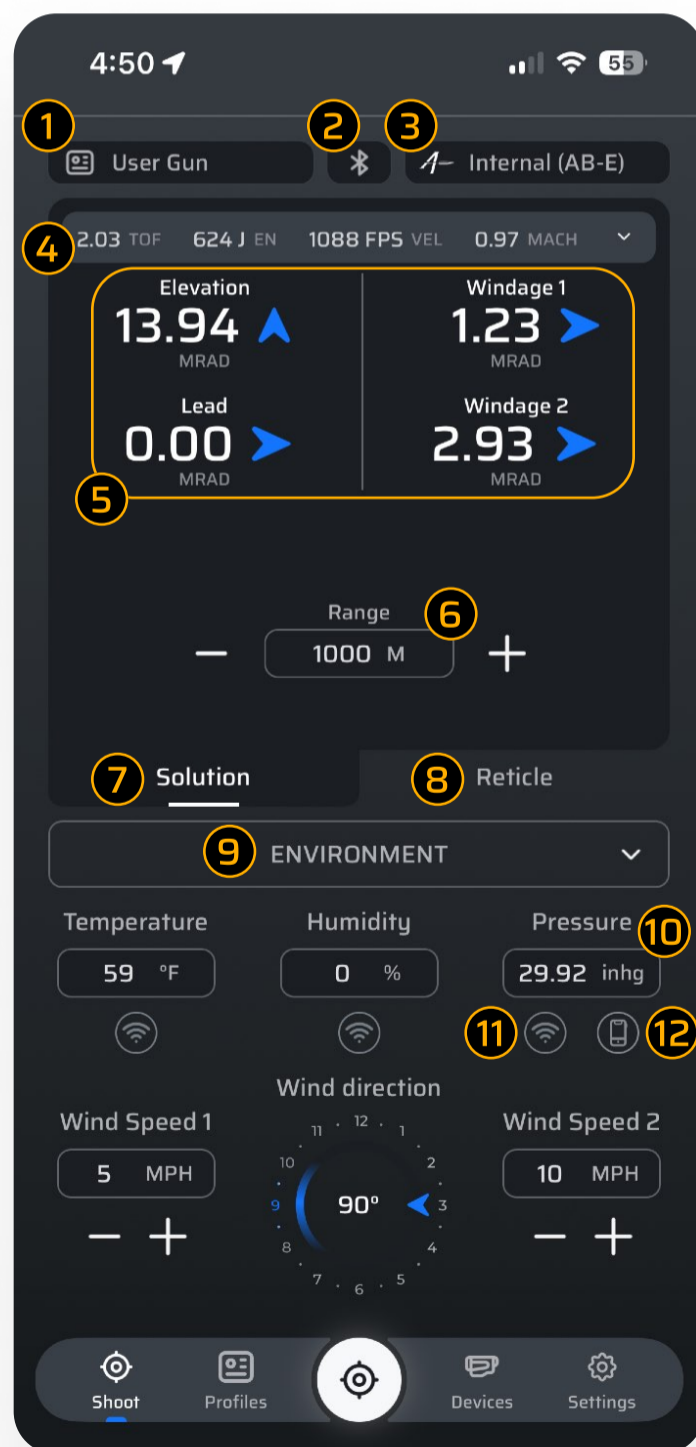 4:50 55
1 2 3
User Gun Internal (AB-E)
4 2.03 TOF 624 J EN 1088 FPS VEL 0.97 MACH
Elevation Windage 1
13.94 1.23
MRAD MRAD
Lead Windage 2
0.00 2.93
MRAD MRAD
5
Range 6
− 1000 M +
7 Solution 8 Reticle
9 ENVIRONMENT
Temperature Humidity Pressure 10
59 °F 0 % 29.92 inhg
11 12
Wind direction
Wind Speed 1 Wind Speed 2
5 MPH 10 MPH
− + − +
12
11 1
10 2
9 90° 3
8 4
7 5
6
Shoot Profiles Devices Settings